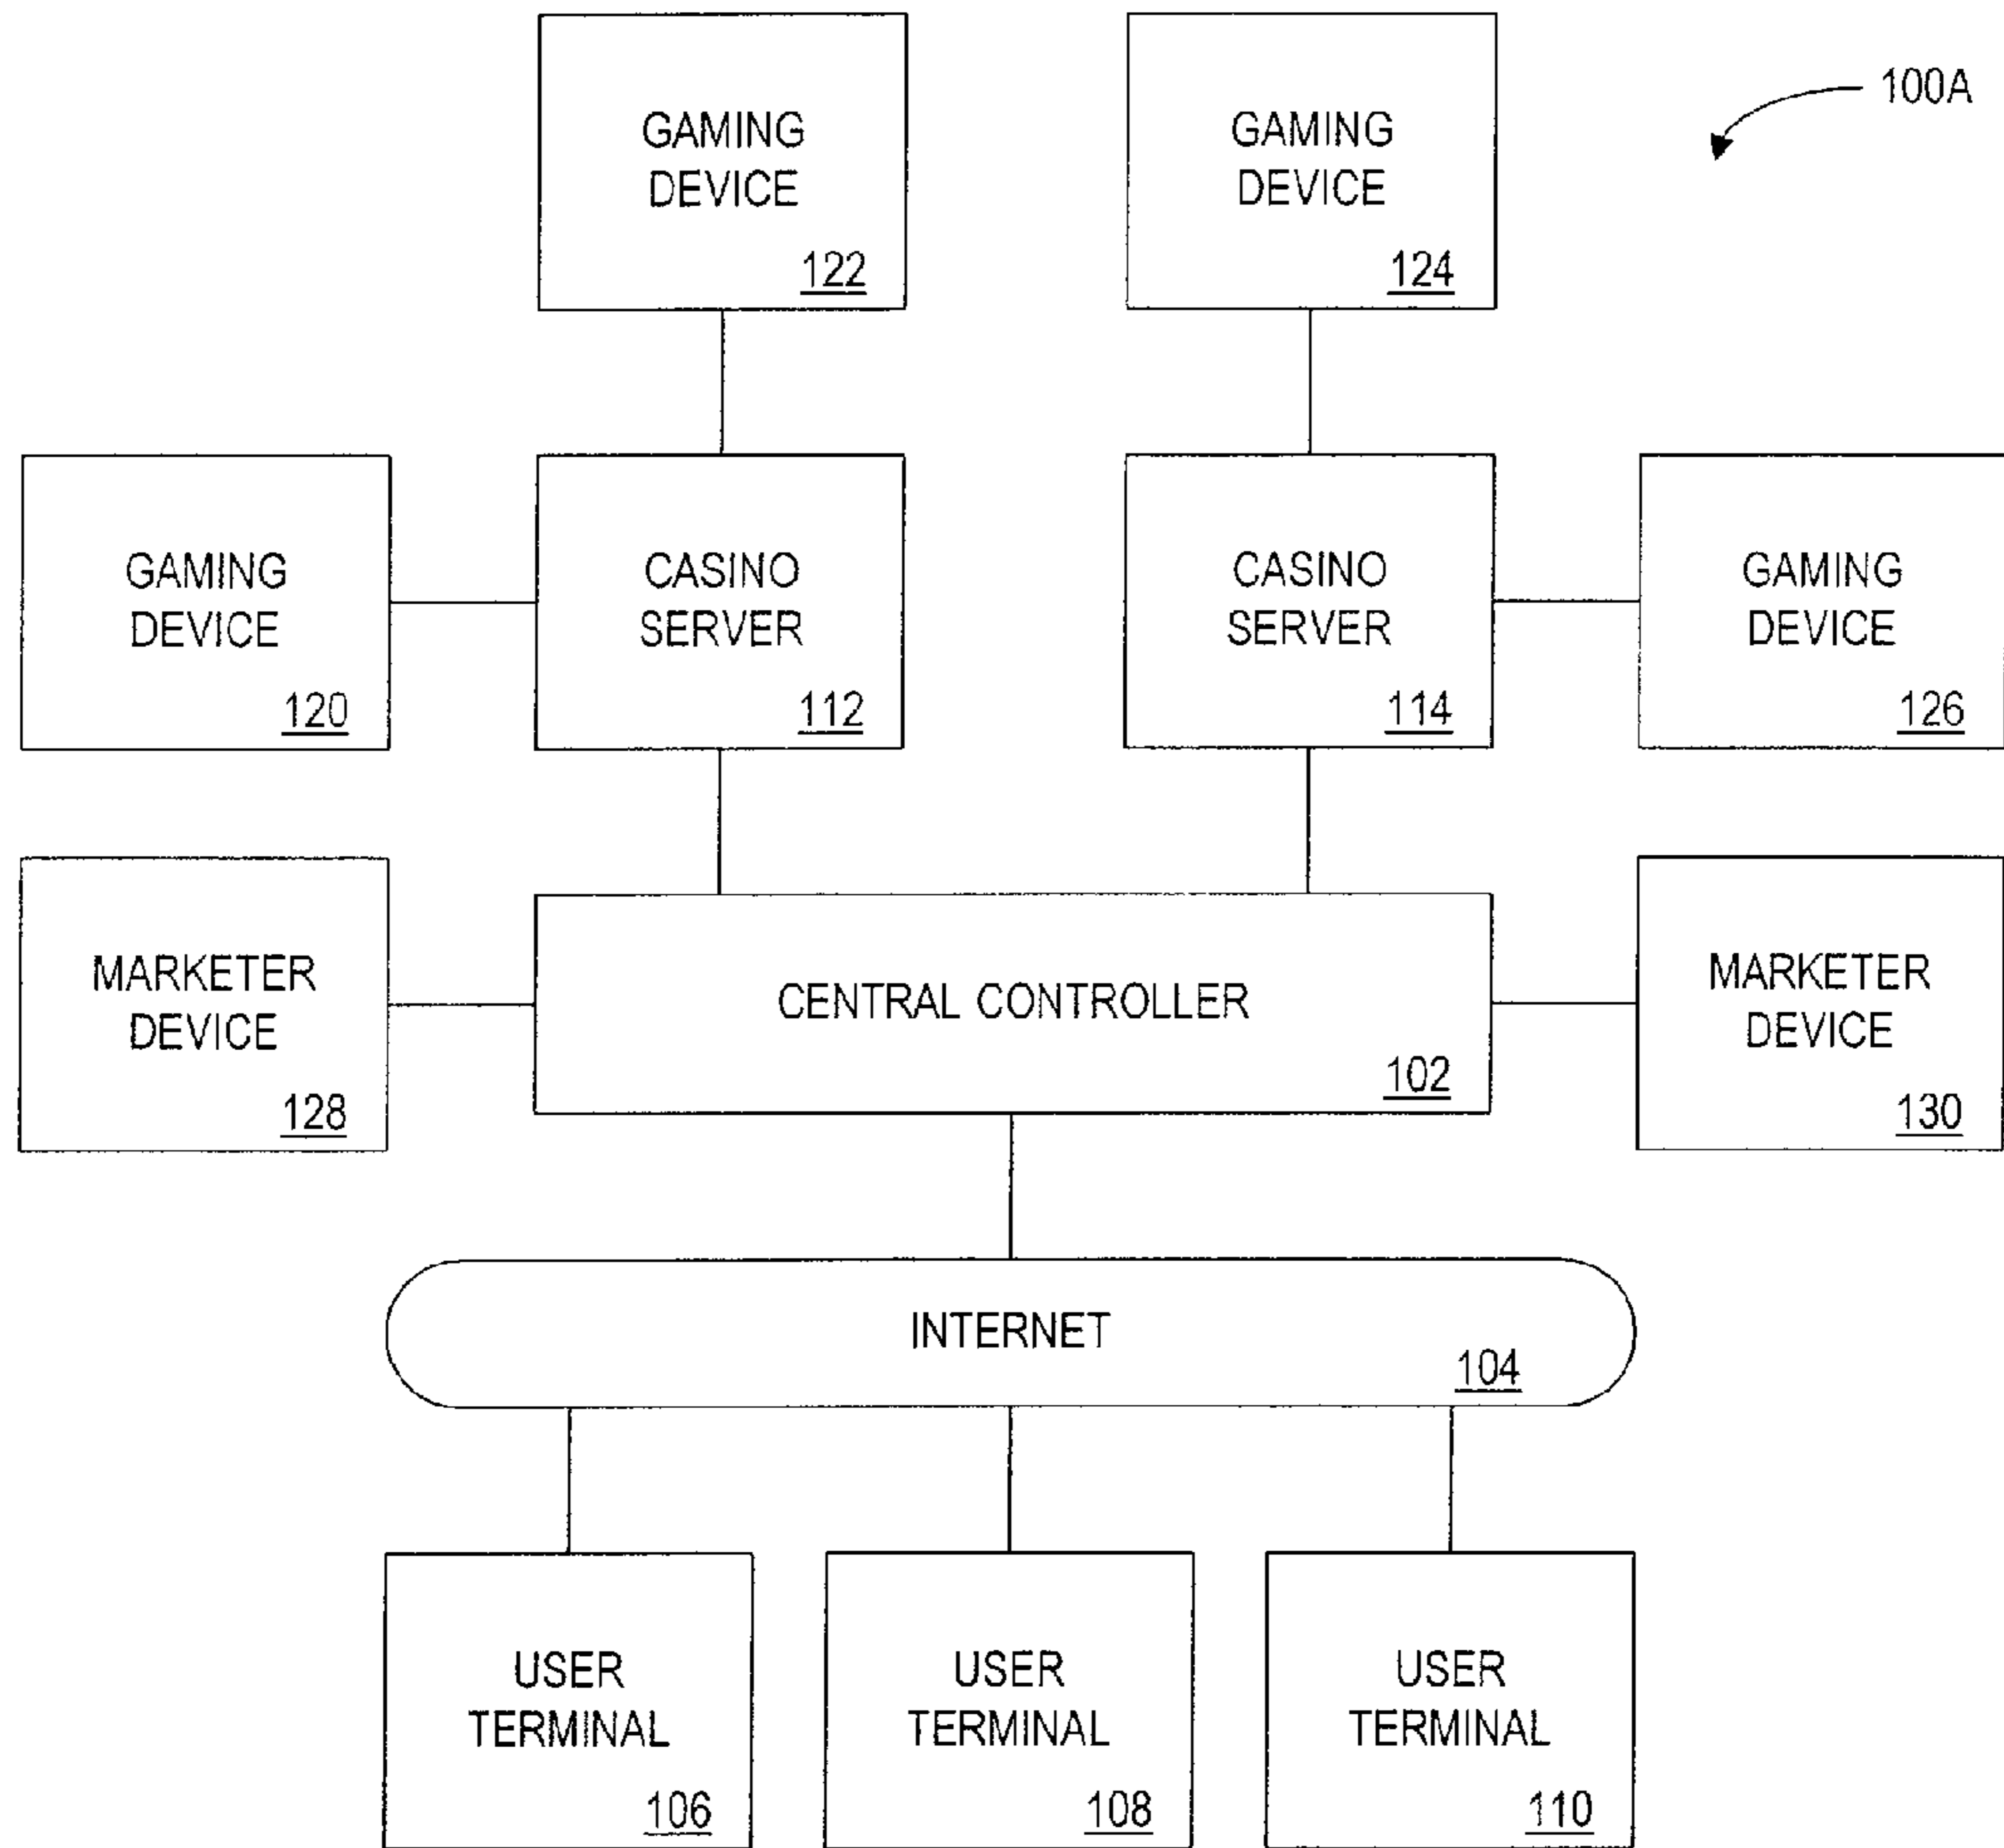 100A
GAMING
DEVICE
122
GAMING
DEVICE
124
GAMING
DEVICE
120
CASINO
SERVER
112
CASINO
SERVER
114
GAMING
DEVICE
126
MARKETER
DEVICE
128
CENTRAL CONTROLLER
102
MARKETER
DEVICE
130
INTERNET
104
USER
TERMINAL
106
USER
TERMINAL
108
USER
TERMINAL
110